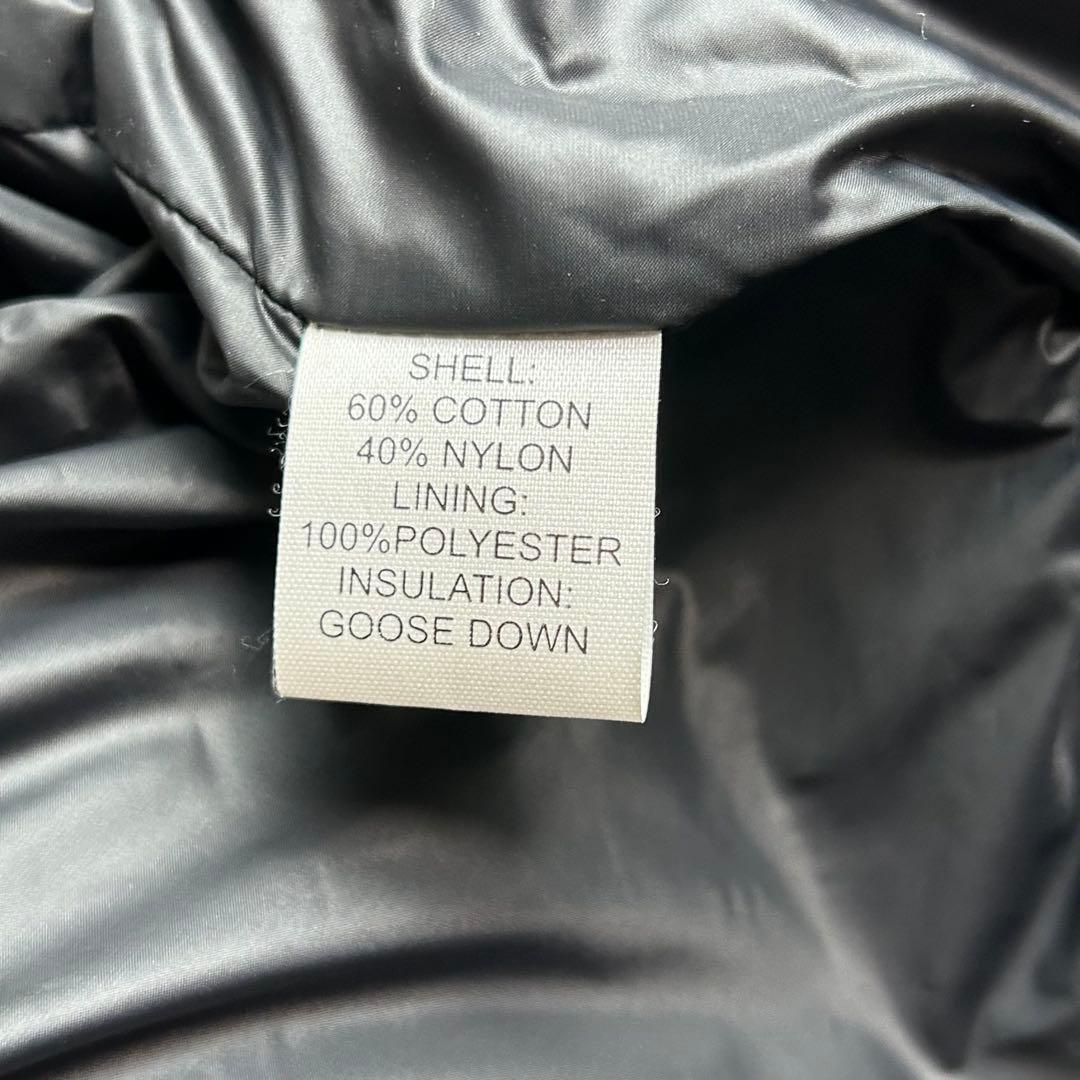 SHELL:
60% COTTON
40% NYLON
LINING:
100%POLYESTER
INSULATION:
GOOSE DOWN